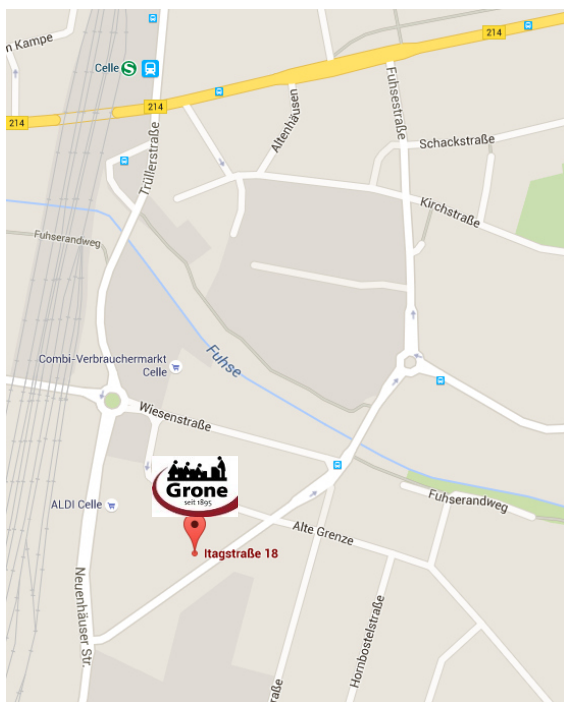 214
n Kampe
Celle S
214
Trüllerstraße
Altenhäusen
Fuhsestraße
Schackstraße
214
Kirchstraße
Fuhserandweg
Combi-Verbrauchermarkt
Celle
Fuhse
Wiesenstraße
Grone
seit 1895
ALDI Celle
Fuhserandweg
Alte Grenze
Itagstraße 18
Neuenhäuser Str.
Hornbostelstraße
raße